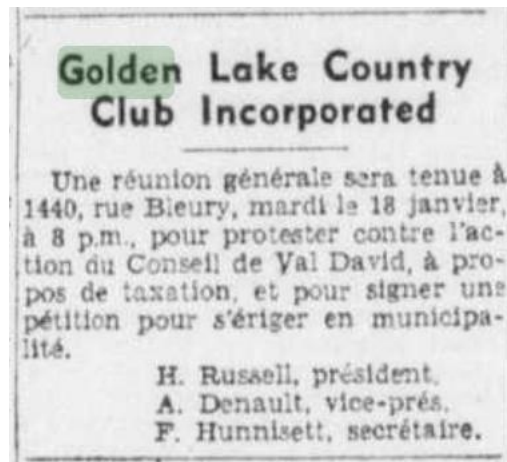 Golden Lake Country
Club Incorporated
Une réunion générale sera tenue à
1440, rue Bleury, mardi le 18 janvier,
à 8 p.m., pour protester contre l'ac-
tion du Conseil de Val David, à pro-
pos de taxation, et pour signer une
pétition pour s'ériger en municipa-
lité.
H. Russell, président,
A. Denault, vice-prés.
F. Hunnisett, secrétaire.